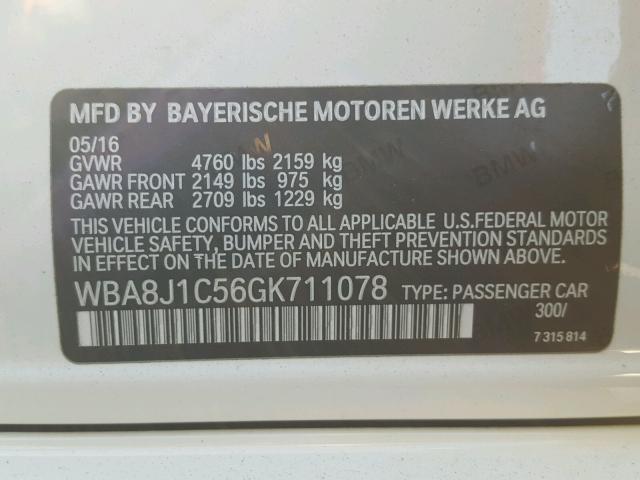 MFD BY BAYERISCHE MOTOREN WERKE AG
05/16
GVWR 4760 lbs 2159 kg
GAWR FRONT 2149 lbs 975 kg
GAWR REAR 2709 lbs 1229 kg
THIS VEHICLE CONFORMS TO ALL APPLICABLE U.S.FEDERAL MOTOR
VEHICLE SAFETY, BUMPER AND THEFT PREVENTION STANDARDS
IN EFFECT ON THE DATE OF MANUFACTURE SHOWN ABOVE.
WBA8J1C56GK711078 TYPE: PASSENGER CAR
300/
7 315 814
BMW
BMW